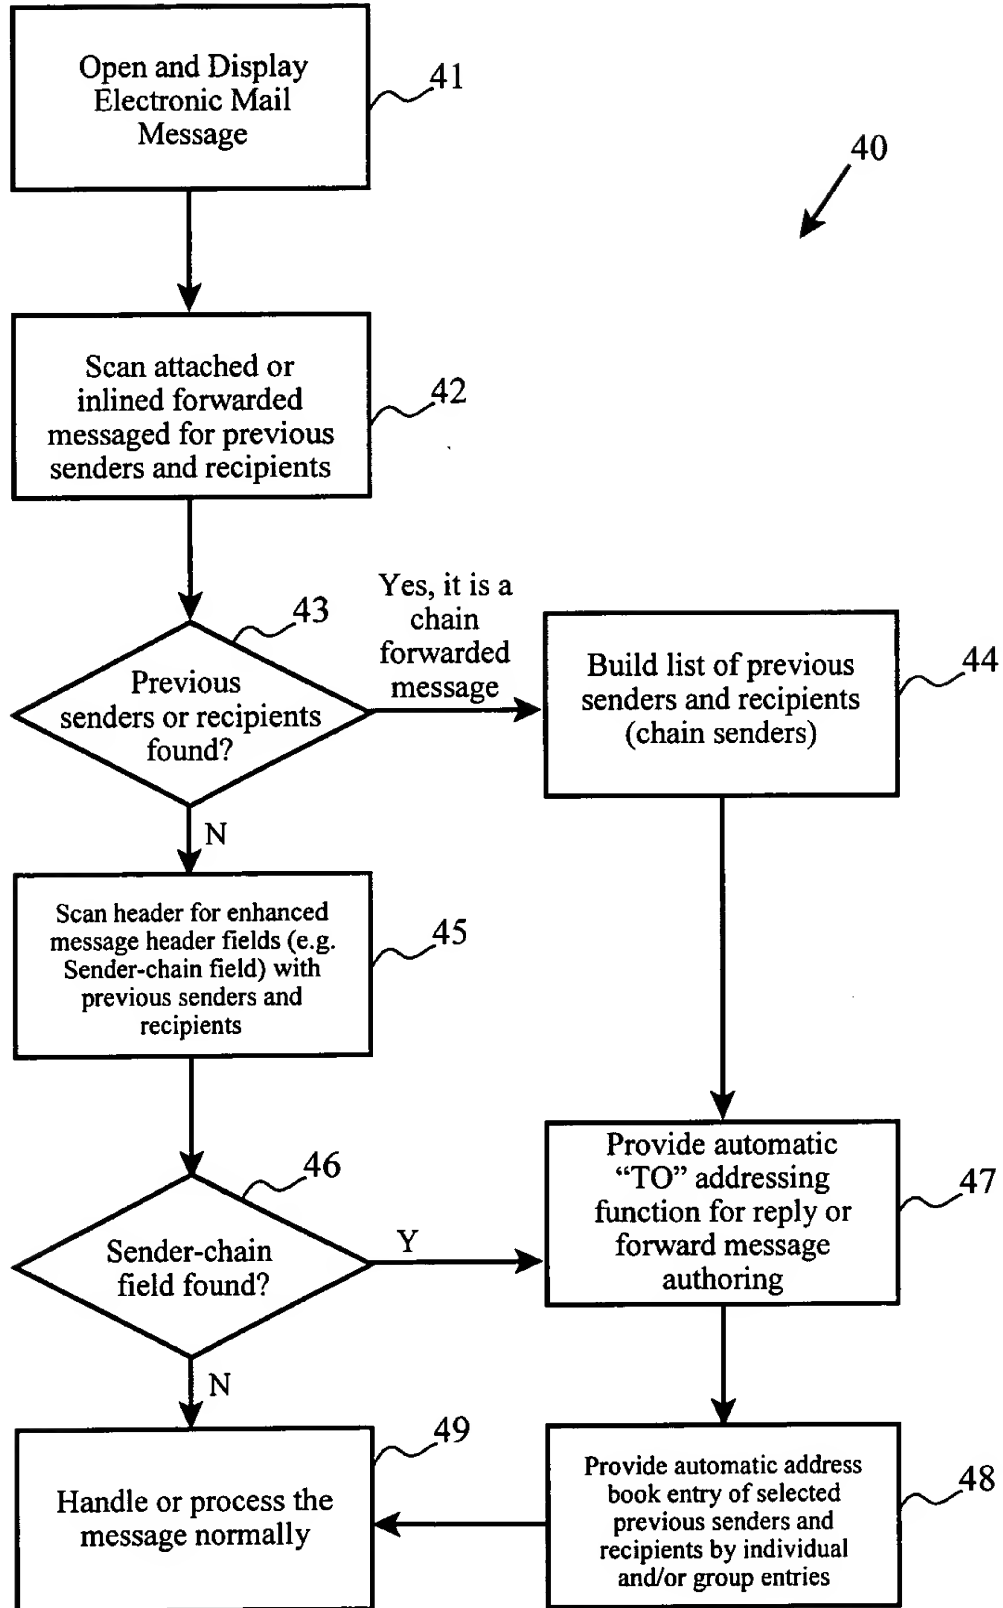 Open and Display
Electronic Mail
Message
41
40
Scan attached or
inlined forwarded
messaged for previous
senders and recipients
42
43
Previous
senders or recipients
found?
Yes, it is a
chain
forwarded
message
Build list of previous
senders and recipients
(chain senders)
44
N
Scan header for enhanced
message header fields (e.g.
Sender-chain field) with
previous senders and
recipients
45
46
Sender-chain
field found?
Y
Provide automatic
“TO” addressing
function for reply or
forward message
authoring
47
N
Handle or process the
message normally
49
Provide automatic address
book entry of selected
previous senders and
recipients by individual
and/or group entries
48